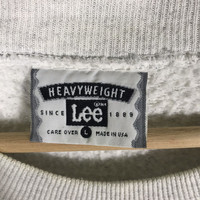 HEAVYWEIGHT
SINCE Lee 1889
CARE OVER L MADE IN USA